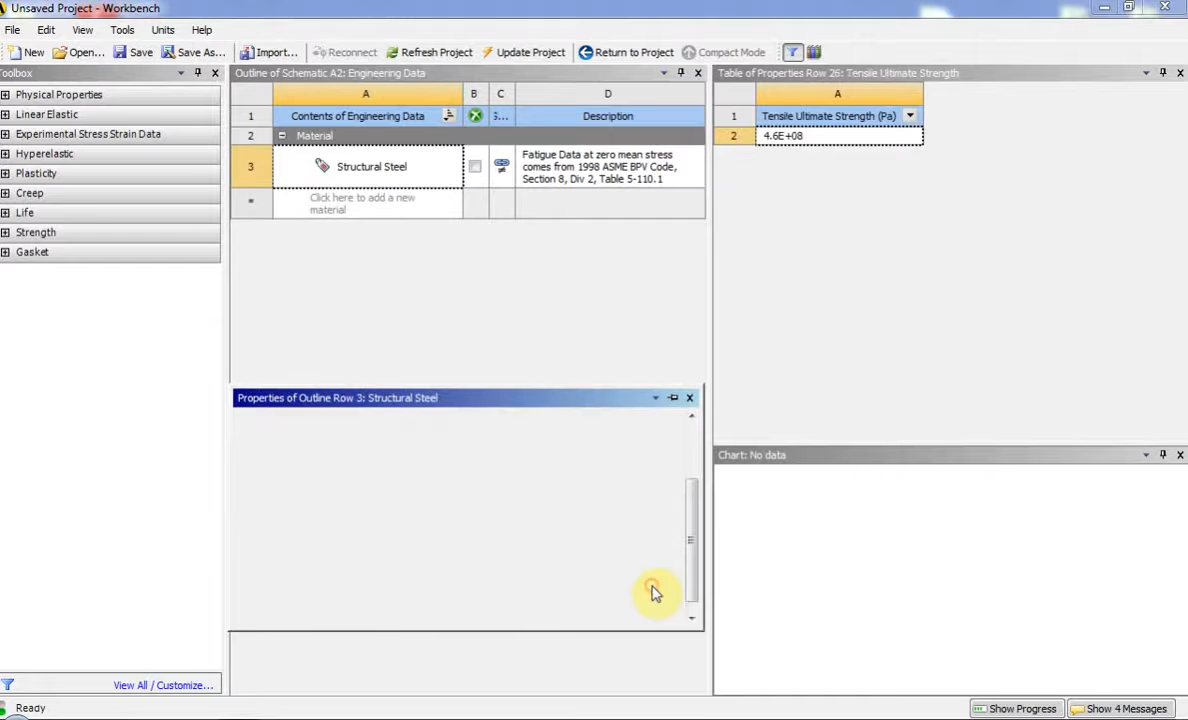 Unsaved Project - Workbench
File Edit View Tools Units Help
New Open... Save Save As... Import... Reconnect Refresh Project Update Project Return to Project Compact Mode
Toolbox
Physical Properties
Linear Elastic
Experimental Stress Strain Data
Hyperelastic
Plasticity
Creep
Life
Strength
Gasket
View All / Customize...
Outline of Schematic A2: Engineering Data
A B C D
1 Contents of Engineering Data 3... Description
2 Material
3 Structural Steel
Fatigue Data at zero mean stress
comes from 1998 ASME BPV Code,
Section 8, Div 2, Table 5-110.1
* Click here to add a new
material
Properties of Outline Row 3: Structural Steel
Table of Properties Row 26: Tensile Ultimate Strength
A
1 Tensile Ultimate Strength (Pa)
2 4.6E+08
Chart: No data
Ready
Show Progress Show 4 Messages